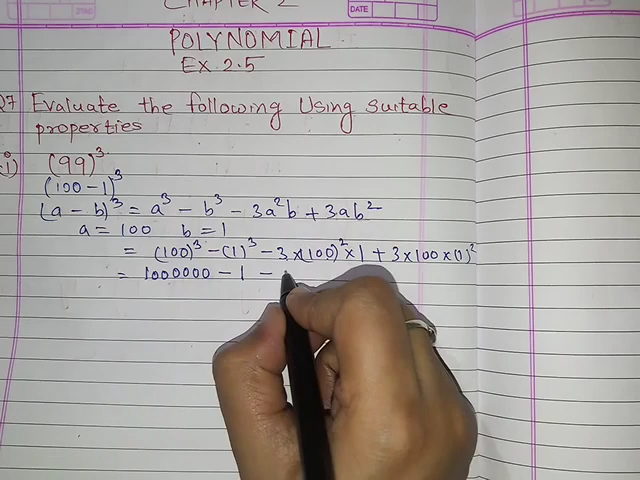 CHAPTER 2
DATE
POLYNOMIAL
EX 2.5
Q7 Evaluate the following Using suitable
properties
(i) (99)³
(100 - 1)³
(a - b)³ = a³ - b³ - 3a²b + 3ab²
a = 100 b = 1
= (100)³ - (1)³ - 3×(100)²×1 + 3×100×(1)²
= 1000000 - 1 -